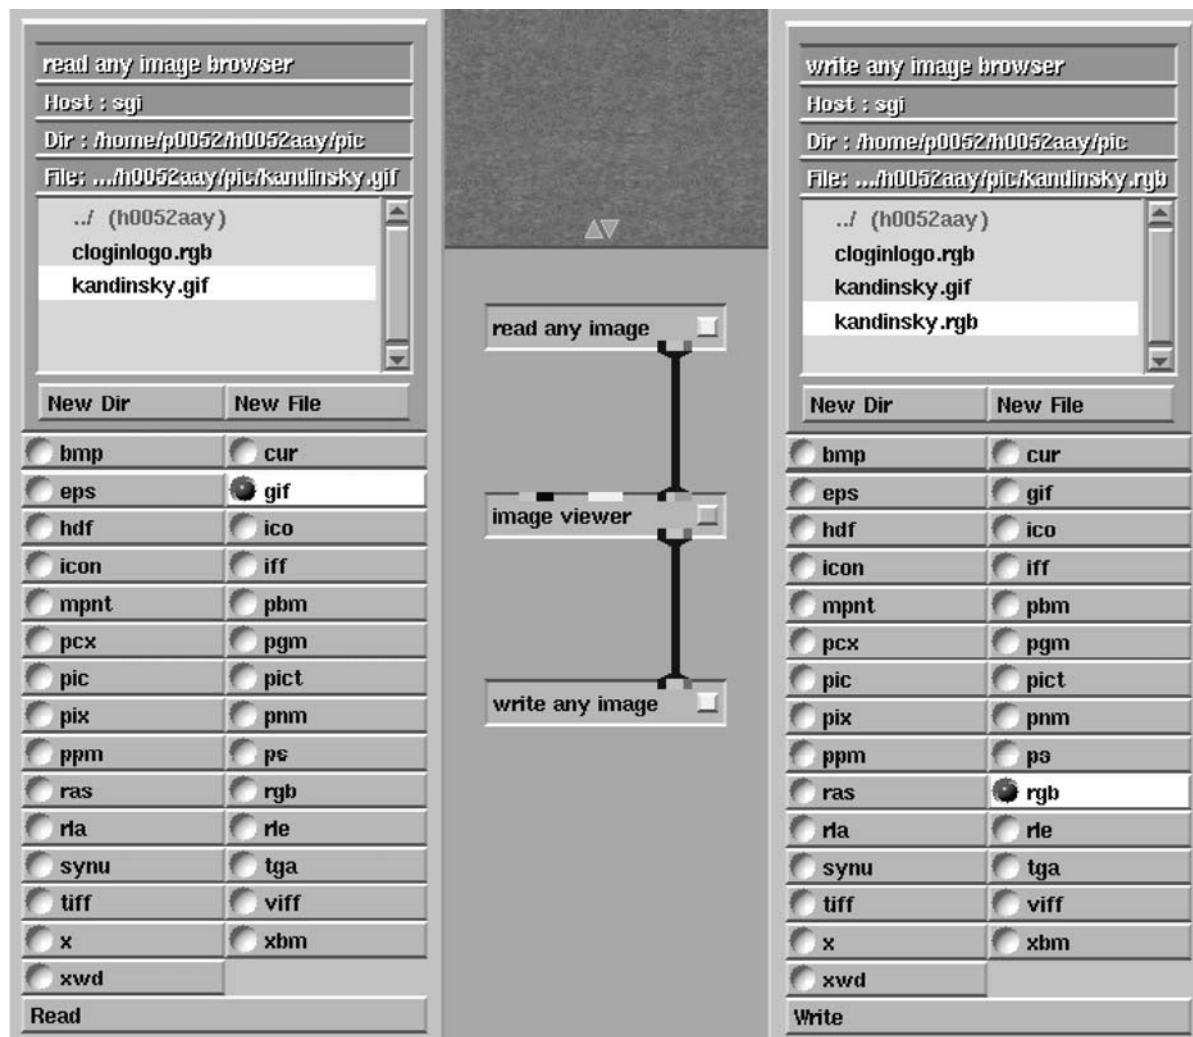 read any image browser
Host : sgi
Dir : /home/p0052/h0052aay/pic
File: .../h0052aay/pic/kandinsky.gif
../ (h0052aay)
cloginlogo.rgb
kandinsky.gif
New Dir New File
bmp cur
eps gif
hdf ico
icon iff
mpnt pbm
pcx pgm
pic pict
pix pnm
ppm ps
ras rgb
rla rle
synu tga
tiff viff
x xbm
xwd
Read
read any image
image viewer
write any image
write any image browser
Host : sgi
Dir : /home/p0052/h0052aay/pic
File: .../h0052aay/pic/kandinsky.rgb
../ (h0052aay)
cloginlogo.rgb
kandinsky.gif
kandinsky.rgb
New Dir New File
bmp cur
eps gif
hdf ico
icon iff
mpnt pbm
pcx pgm
pic pict
pix pnm
ppm ps
ras rgb
rla rle
synu tga
tiff viff
x xbm
xwd
Write